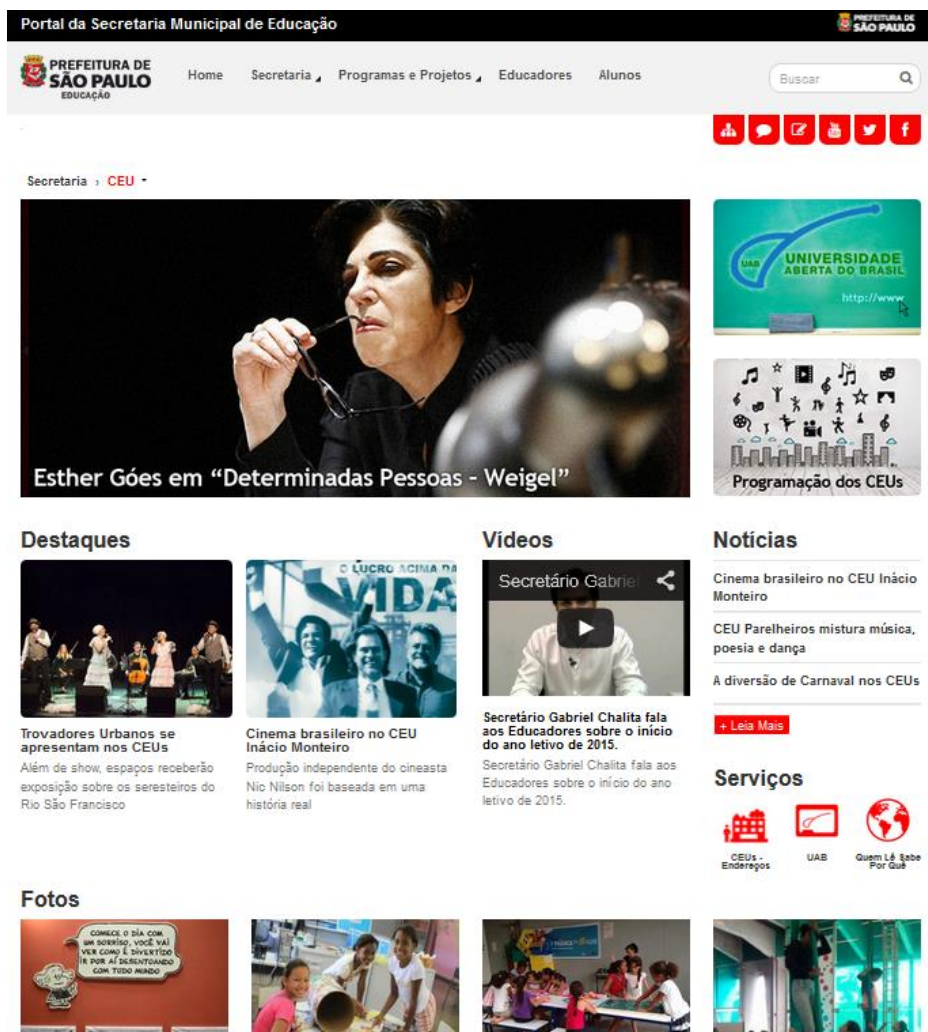 Portal da Secretaria Municipal de Educação
PREFEITURA DE
SÃO PAULO
PREFEITURA DE
SÃO PAULO
EDUCAÇÃO
Home Secretaria Programas e Projetos Educadores Alunos
Buscar
Secretaria › CEU
Esther Góes em “Determinadas Pessoas - Weigel”
UAB
UNIVERSIDADE
ABERTA DO BRASIL
http://www
Programação dos CEUs
Destaques
O LUCRO ACIMA DA
VIDA
Trovadores Urbanos se
apresentam nos CEUs
Além de show, espaços receberão
exposição sobre os seresteiros do
Rio São Francisco
Cinema brasileiro no CEU
Inácio Monteiro
Produção independente do cineasta
Nic Nilson foi baseada em uma
história real
Vídeos
Secretário Gabrie
Secretário Gabriel Chalita fala
aos Educadores sobre o início
do ano letivo de 2015.
Secretário Gabriel Chalita fala aos
Educadores sobre o início do ano
letivo de 2015.
Notícias
Cinema brasileiro no CEU Inácio
Monteiro
CEU Parelheiros mistura música,
poesia e dança
A diversão de Carnaval nos CEUs
+ Leia Mais
Serviços
CEUs -
Endereços
UAB
Quem Lê Sabe
Por Quê
Fotos
COMECE O DIA COM
UM SORRISO, VOCÊ VAI
VER COMO É DIVERTIDO
IR POR AÍ DESENTOANDO
COM TODO MUNDO